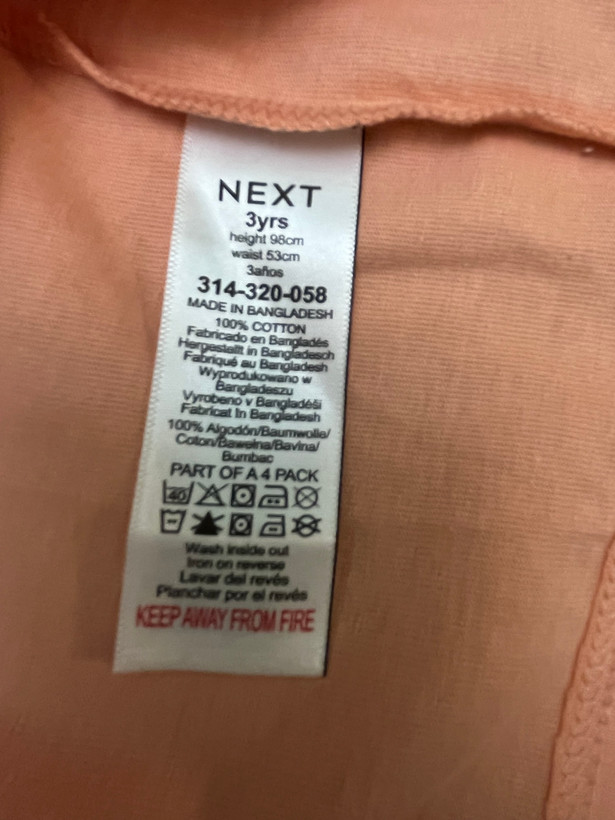 NEXT
3yrs
height 98cm
waist 53cm
3años
314-320-058
MADE IN BANGLADESH
100% COTTON
Fabricado en Bangladés
Hergestellt in Bangladesch
Fabriqué au Bangladesh
Wyprodukowano w
Bangladeszu
Vyrobeno v Bangladéši
Fabricat în Bangladesh
100% Algodón/Baumwolle/
Coton/Bawełna/Bavlna/
Bumbac
PART OF A 4 PACK
40
Wash inside out
Iron on reverse
Lavar del revés
Planchar por el revés
KEEP AWAY FROM FIRE